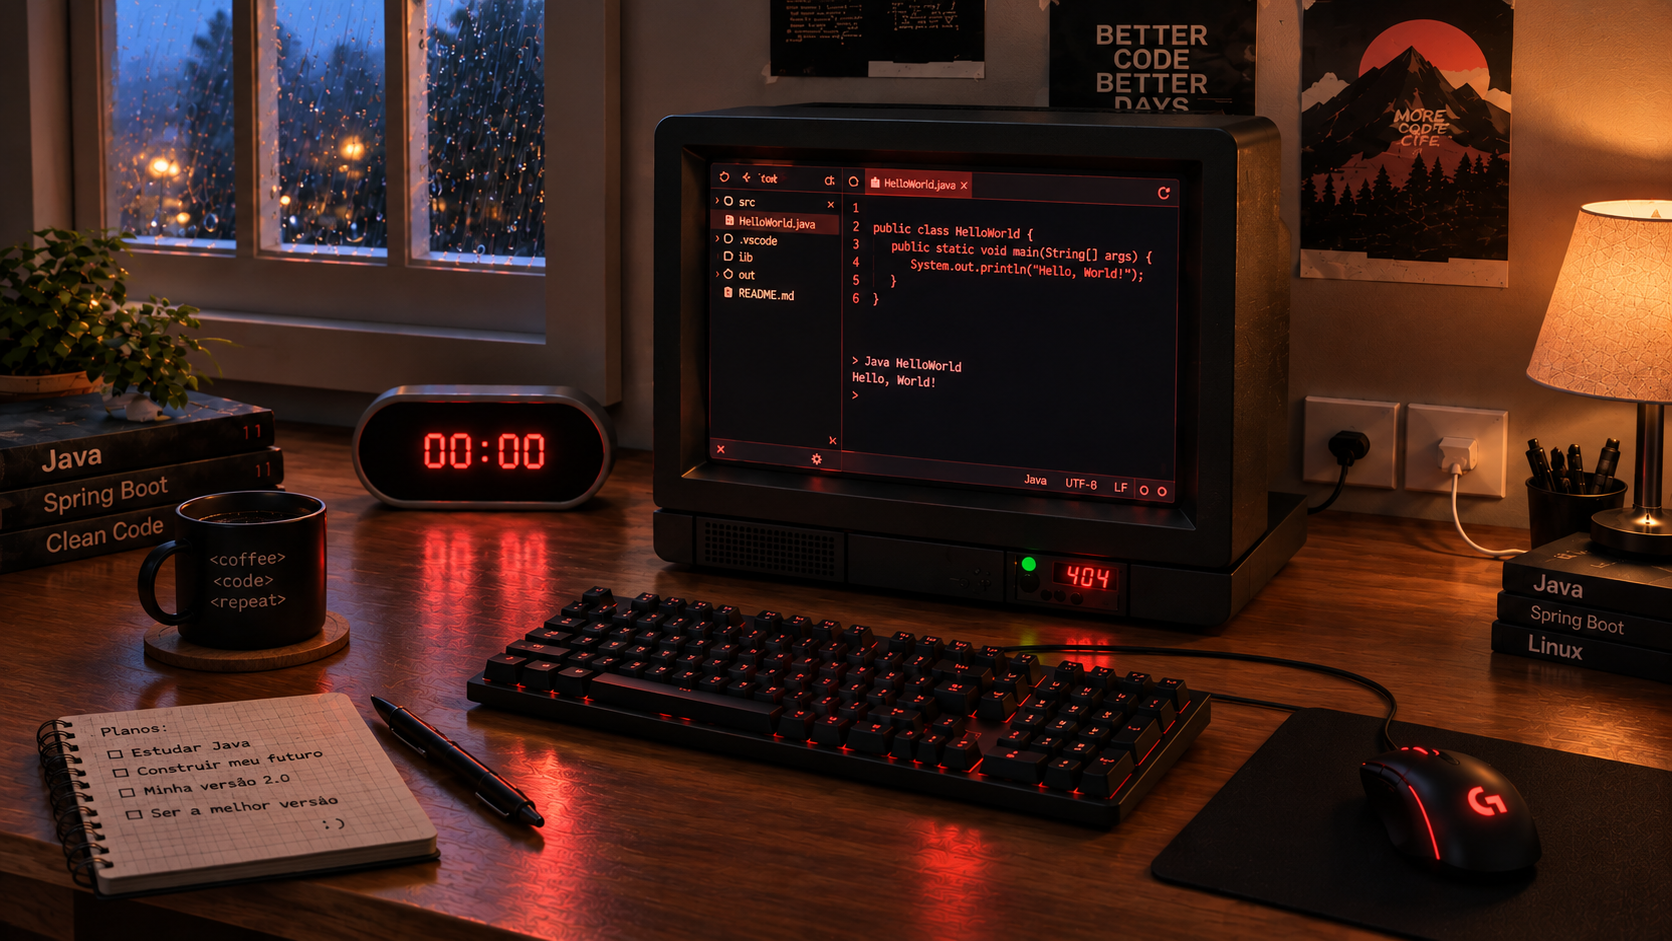 BETTER
CODE
BETTER
DAYS
MORE
HelloWorld.java ×
src
HelloWorld.java
.vscode
lib
out
README.md
1
2 public class HelloWorld {
3 public static void main(String[] args) {
4 System.out.println("Hello, World!");
5 }
6 }
> Java HelloWorld
Hello, World!
>
Java UTF-8 LF
404
00:00
Java
Spring Boot
Clean Code
<coffee>
<code>
<repeat>
Planos:
☐ Estudar Java
☐ Construir meu futuro
☐ Minha versão 2.0
☐ Ser a melhor versão
:)
Java
Spring Boot
Linux
G